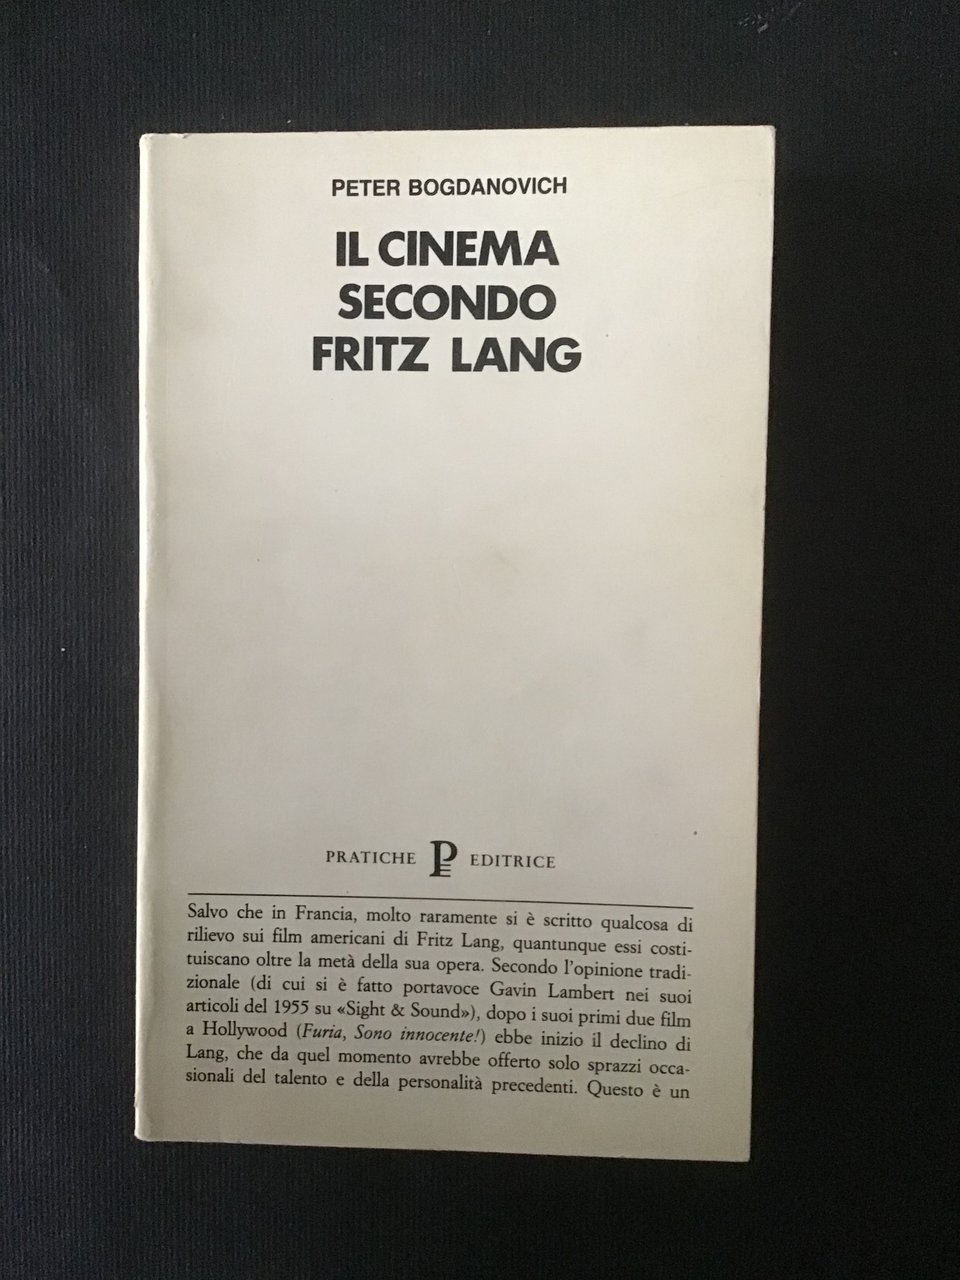 PETER BOGDANOVICH
IL CINEMA
SECONDO
FRITZ LANG
PRATICHE PE EDITRICE
Salvo che in Francia, molto raramente si è scritto qualcosa di
rilievo sui film americani di Fritz Lang, quantunque essi costi-
tuiscano oltre la metà della sua opera. Secondo l'opinione tradi-
zionale (di cui si è fatto portavoce Gavin Lambert nei suoi
articoli del 1955 su «Sight & Sound»), dopo i suoi primi due film
a Hollywood (Furia, Sono innocente!) ebbe inizio il declino di
Lang, che da quel momento avrebbe offerto solo sprazzi occa-
sionali del talento e della personalità precedenti. Questo è un